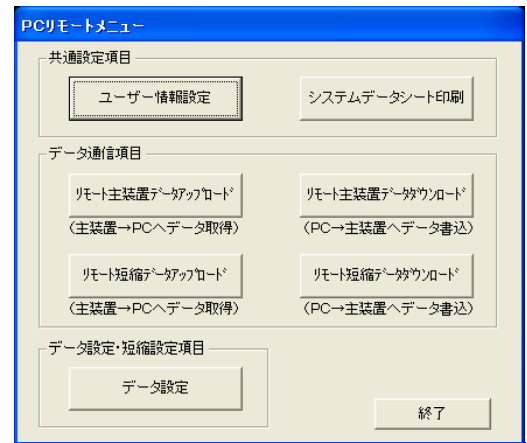 PCリモートメニュー
共通設定項目
ユーザー情報設定
システムデータシート印刷
データ通信項目
ﾘﾓｰﾄ主装置ﾃﾞｰﾀｱｯﾌﾟﾛｰﾄﾞ
ﾘﾓｰﾄ主装置ﾃﾞｰﾀﾀﾞｳﾝﾛｰﾄﾞ
(主装置→PCへデータ取得)
(PC→主装置へデータ書込)
ﾘﾓｰﾄ短縮ﾃﾞｰﾀｱｯﾌﾟﾛｰﾄﾞ
ﾘﾓｰﾄ短縮ﾃﾞｰﾀﾀﾞｳﾝﾛｰﾄﾞ
(主装置→PCへデータ取得)
(PC→主装置へデータ書込)
データ設定・短縮設定項目
データ設定
終了